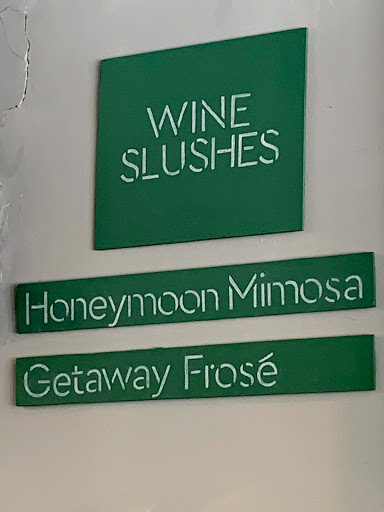 WINE
SLUSHES
Honeymoon Mimosa
Getaway Frosé